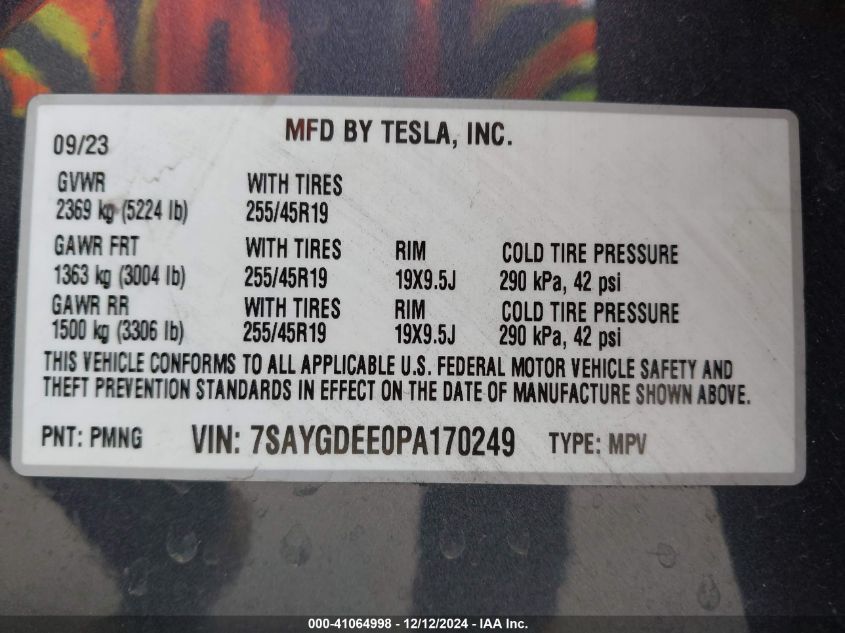 MFD BY TESLA, INC.
09/23
GVWR WITH TIRES
2369 kg (5224 lb) 255/45R19
GAWR FRT WITH TIRES RIM COLD TIRE PRESSURE
1363 kg (3004 lb) 255/45R19 19X9.5J 290 kPa, 42 psi
GAWR RR WITH TIRES RIM COLD TIRE PRESSURE
1500 kg (3306 lb) 255/45R19 19X9.5J 290 kPa, 42 psi
THIS VEHICLE CONFORMS TO ALL APPLICABLE U.S. FEDERAL MOTOR VEHICLE SAFETY AND
THEFT PREVENTION STANDARDS IN EFFECT ON THE DATE OF MANUFACTURE SHOWN ABOVE.
PNT: PMNG VIN: 7SAYGDEE0PA170249 TYPE: MPV
000-41064998 - 12/12/2024 - IAA Inc.